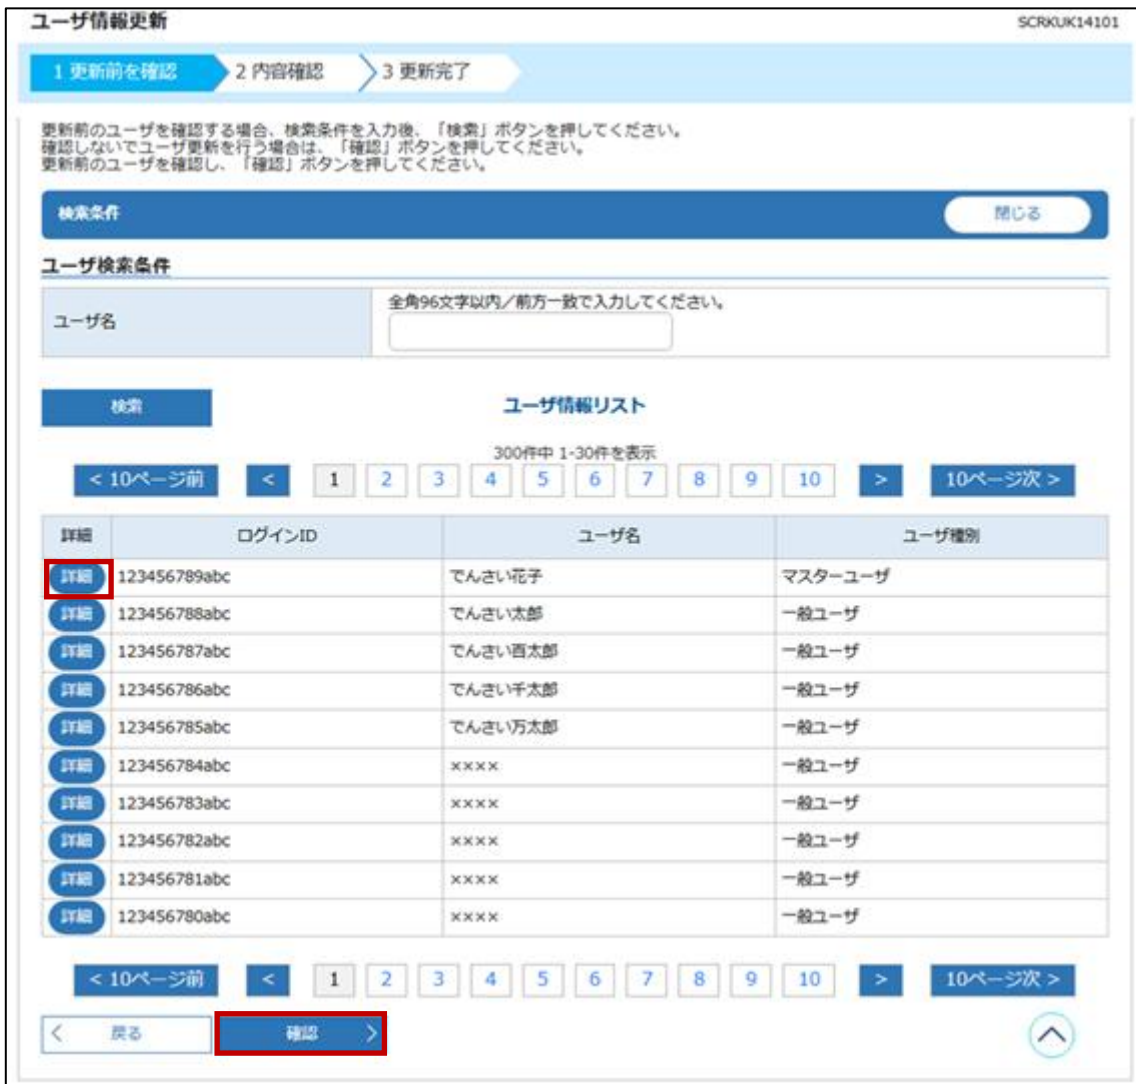 ユーザ情報更新 SCRKUK14101
1 更新前を確認 2 内容確認 3 更新完了
更新前のユーザを確認する場合、検索条件を入力後、「検索」ボタンを押してください。
確認しないでユーザ更新を行う場合は、「確認」ボタンを押してください。
更新前のユーザを確認し、「確認」ボタンを押してください。
検索条件 閉じる
ユーザ検索条件
ユーザ名 全角96文字以内/前方一致で入力してください。
検索 ユーザ情報リスト
300件中 1-30件を表示
< 10ページ前 < 1 2 3 4 5 6 7 8 9 10 > 10ページ次 >
詳細 ログインID ユーザ名 ユーザ種別
詳細 123456789abc でんさい花子 マスターユーザ
詳細 123456788abc でんさい太郎 一般ユーザ
詳細 123456787abc でんさい百太郎 一般ユーザ
詳細 123456786abc でんさい千太郎 一般ユーザ
詳細 123456785abc でんさい万太郎 一般ユーザ
詳細 123456784abc ×××× 一般ユーザ
詳細 123456783abc ×××× 一般ユーザ
詳細 123456782abc ×××× 一般ユーザ
詳細 123456781abc ×××× 一般ユーザ
詳細 123456780abc ×××× 一般ユーザ
< 10ページ前 < 1 2 3 4 5 6 7 8 9 10 > 10ページ次 >
戻る 確認